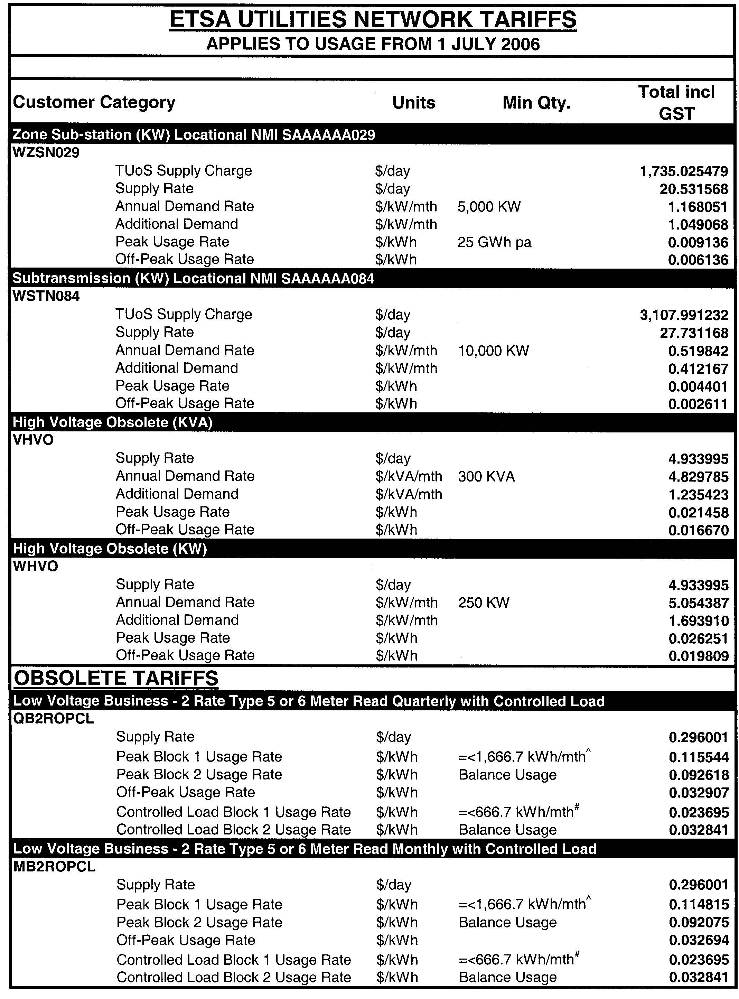 ETSA UTILITIES NETWORK TARIFFS
APPLIES TO USAGE FROM 1 JULY 2006
Customer Category Units Min Qty. Total incl GST
Zone Sub-station (KW) Locational NMI SAAAAAA029
WZSN029
TUoS Supply Charge $/day 1,735.025479
Supply Rate $/day 20.531568
Annual Demand Rate $/kW/mth 5,000 KW 1.168051
Additional Demand $/kW/mth 1.049068
Peak Usage Rate $/kWh 25 GWh pa 0.009136
Off-Peak Usage Rate $/kWh 0.006136
Subtransmission (KW) Locational NMI SAAAAAA084
WSTN084
TUoS Supply Charge $/day 3,107.991232
Supply Rate $/day 27.731168
Annual Demand Rate $/kW/mth 10,000 KW 0.519842
Additional Demand $/kW/mth 0.412167
Peak Usage Rate $/kWh 0.004401
Off-Peak Usage Rate $/kWh 0.002611
High Voltage Obsolete (KVA)
VHVO
Supply Rate $/day 4.933995
Annual Demand Rate $/kVA/mth 300 KVA 4.829785
Additional Demand $/kVA/mth 1.235423
Peak Usage Rate $/kWh 0.021458
Off-Peak Usage Rate $/kWh 0.016670
High Voltage Obsolete (KW)
WHVO
Supply Rate $/day 4.933995
Annual Demand Rate $/kW/mth 250 KW 5.054387
Additional Demand $/kW/mth 1.693910
Peak Usage Rate $/kWh 0.026251
Off-Peak Usage Rate $/kWh 0.019809
OBSOLETE TARIFFS
Low Voltage Business - 2 Rate Type 5 or 6 Meter Read Quarterly with Controlled Load
QB2ROPCL
Supply Rate $/day 0.296001
Peak Block 1 Usage Rate $/kWh =<1,666.7 kWh/mth^ 0.115544
Peak Block 2 Usage Rate $/kWh Balance Usage 0.092618
Off-Peak Usage Rate $/kWh 0.032907
Controlled Load Block 1 Usage Rate $/kWh =<666.7 kWh/mth# 0.023695
Controlled Load Block 2 Usage Rate $/kWh Balance Usage 0.032841
Low Voltage Business - 2 Rate Type 5 or 6 Meter Read Monthly with Controlled Load
MB2ROPCL
Supply Rate $/day 0.296001
Peak Block 1 Usage Rate $/kWh =<1,666.7 kWh/mth^ 0.114815
Peak Block 2 Usage Rate $/kWh Balance Usage 0.092075
Off-Peak Usage Rate $/kWh 0.032694
Controlled Load Block 1 Usage Rate $/kWh =<666.7 kWh/mth# 0.023695
Controlled Load Block 2 Usage Rate $/kWh Balance Usage 0.032841